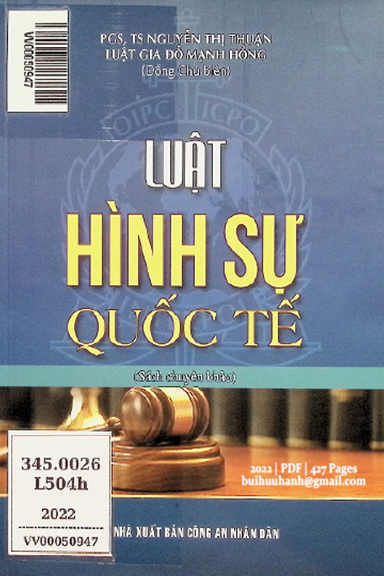 VV00050947
PGS, TS NGUYỄN THỊ THUẬN
LUẬT GIA ĐỖ MẠNH HỒNG
(Đồng Chủ biên)
OIPC ICPO
LUẬT
HÌNH SỰ
QUỐC TẾ
(Sách chuyên khảo)
345.0026
L504h
2022
VV00050947
2022 | PDF | 427 Pages
buihuuhanh@gmail.com
NHÀ XUẤT BẢN CÔNG AN NHÂN DÂN